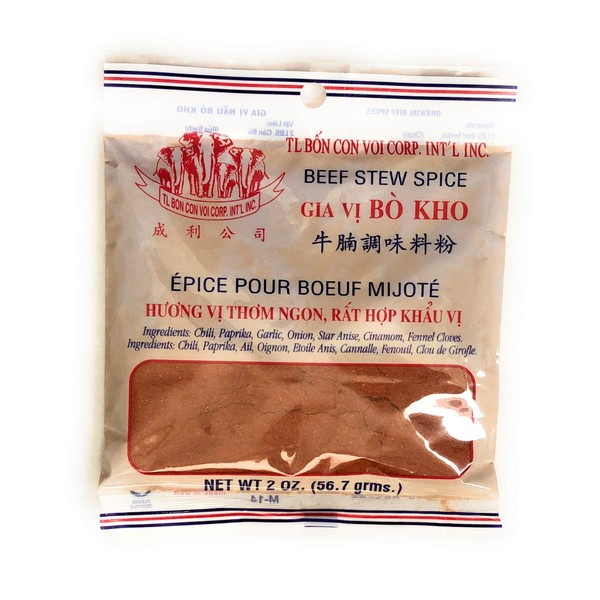 TL BỐN CON VOI CORP. INT'L INC.
TL BON CON VOI CORP. INT'L INC.
成利公司
BEEF STEW SPICE
GIA VỊ BÒ KHO
牛腩調味料粉
ÉPICE POUR BOEUF MIJOTÉ
HƯƠNG VỊ THƠM NGON, RẤT HỢP KHẨU VỊ
Ingredients: Chili, Paprika, Garlic, Onion, Star Anise, Cinamom, Fennel Cloves.
Ingredients: Chili, Paprika, Ail, Oignon, Etoile Anis, Cannalle, Fenouil, Clou de Girofle.
NET WT 2 OZ. (56.7 grms.)
M-14